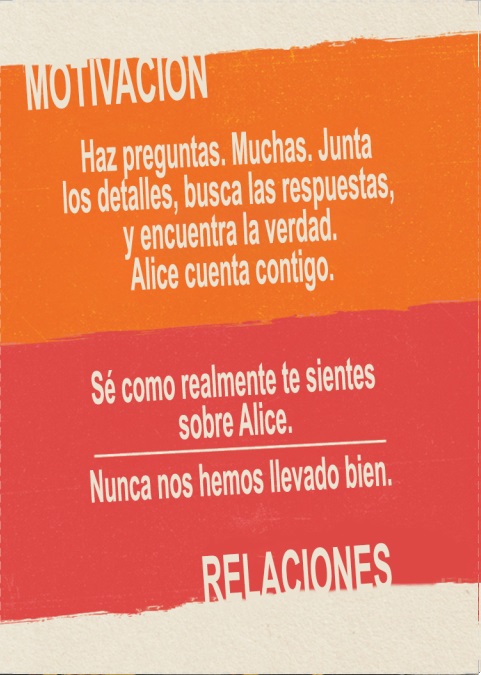 MOTIVACIÓN
Haz preguntas. Muchas. Junta
los detalles, busca las respuestas,
y encuentra la verdad.
Alice cuenta contigo.
Sé como realmente te sientes
sobre Alice.
Nunca nos hemos llevado bien.
RELACIONES